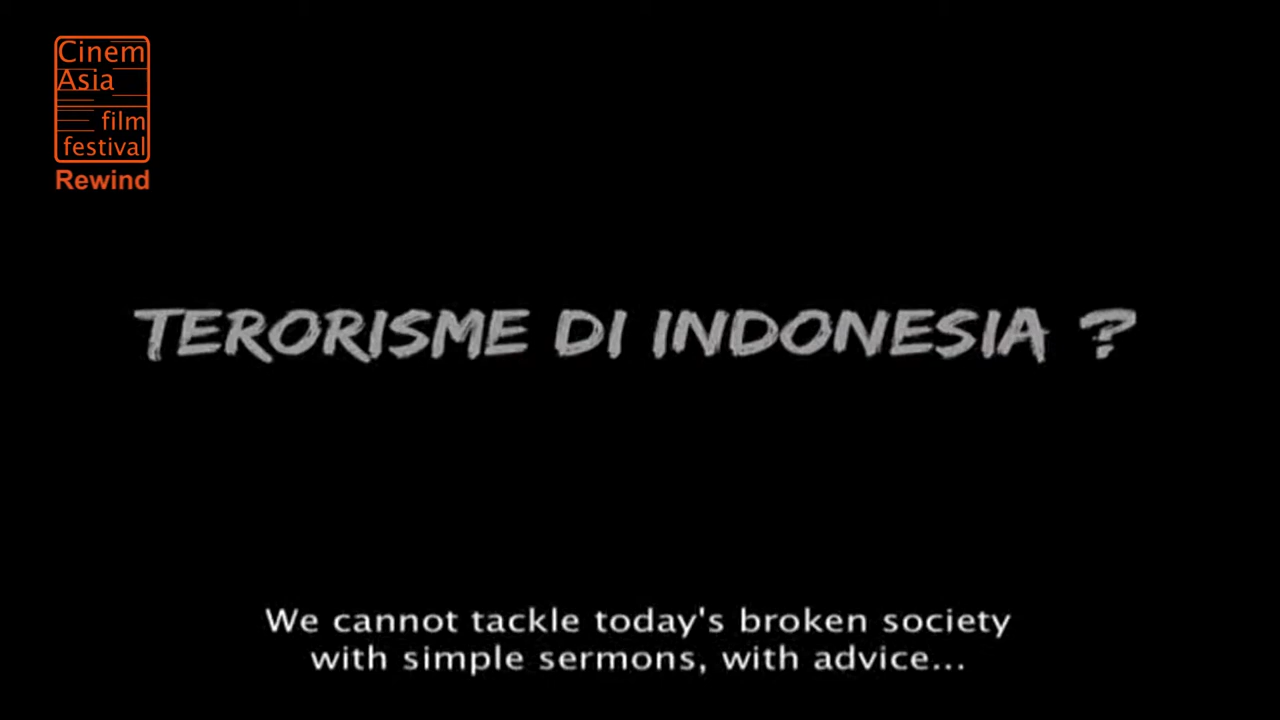 Cinem
Asia
film
festival
Rewind
TERORISME DI INDONESIA ?
We cannot tackle today's broken society
with simple sermons, with advice...